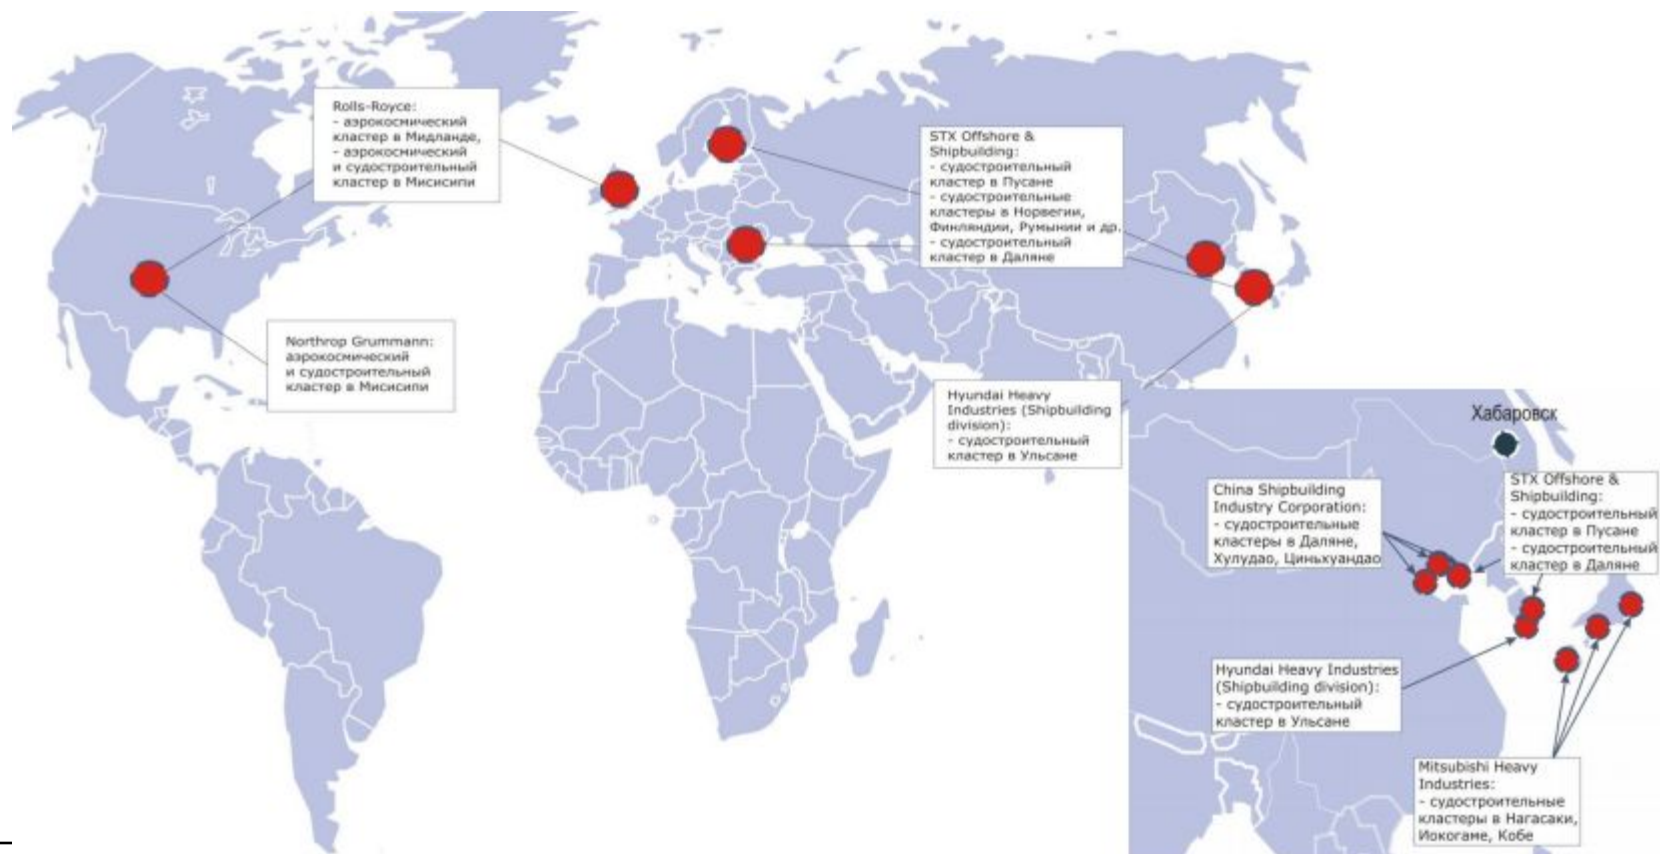 Rolls-Royce:
- аэрокосмический
кластер в Мидланде,
- аэрокосмический
и судостроительный
кластер в Мисисипи
STX Offshore &
Shipbuilding:
- судостроительный
кластер в Пусане
- судостроительные
кластеры в Норвегии,
Финляндии, Румынии и др.
- судостроительный
кластер в Даляне
Northrop Grummann:
аэрокосмический
и судостроительный
кластер в Мисисипи
Hyundai Heavy
Industries (Shipbuilding
division):
- судостроительный
кластер в Ульсане
Хабаровск
China Shipbuilding
Industry Corporation:
- судостроительные
кластеры в Даляне,
Хулудао, Циньхуандао
STX Offshore &
Shipbuilding:
- судостроительный
кластер в Пусане
- судостроительный
кластер в Даляне
Hyundai Heavy Industries
(Shipbuilding division):
- судостроительный
кластер в Ульсане
Mitsubishi Heavy
Industries:
- судостроительные
кластеры в Нагасаки,
Иокогаме, Кобе